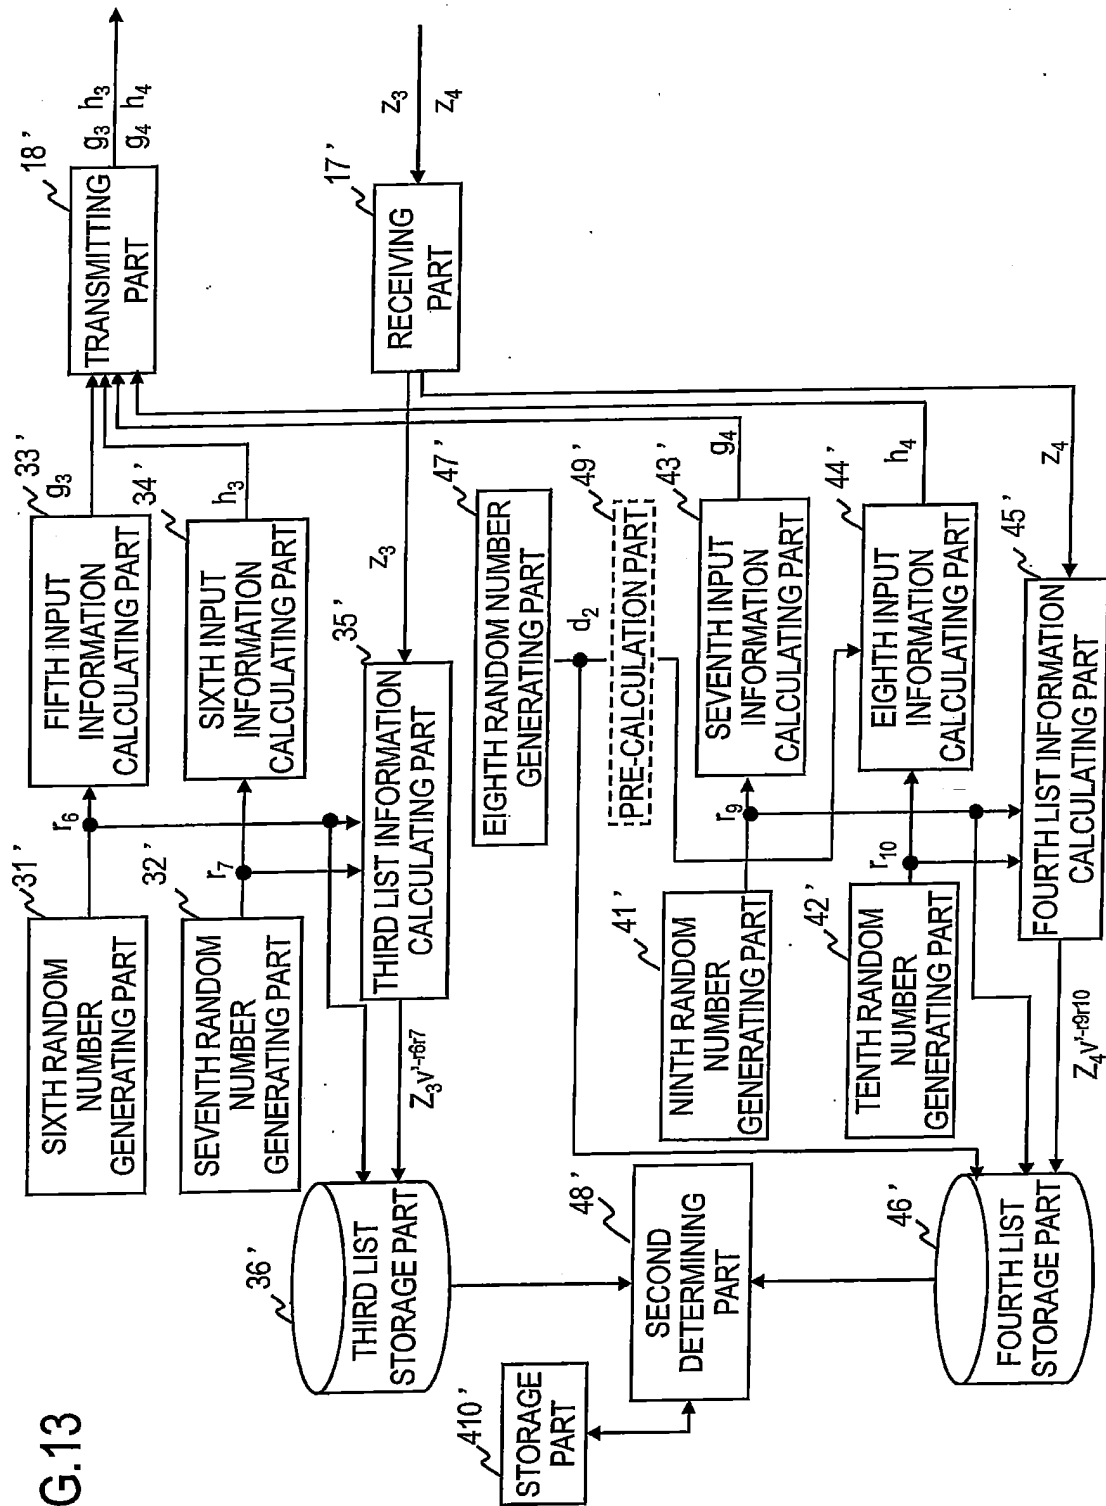 G.13
31'
SIXTH RANDOM
NUMBER
GENERATING PART
r6
33'
FIFTH INPUT
INFORMATION
CALCULATING PART
g3
18'
TRANSMITTING
PART
g3 h3
g4 h4
32'
SEVENTH RANDOM
NUMBER
GENERATING PART
r7
34'
SIXTH INPUT
INFORMATION
CALCULATING PART
h3
36'
THIRD LIST
STORAGE PART
Z3ν'-r6r7
35'
THIRD LIST INFORMATION
CALCULATING PART
z3
17'
RECEIVING
PART
z3
z4
47'
EIGHTH RANDOM NUMBER
GENERATING PART
d2
49'
PRE-CALCULATION PART
410'
STORAGE
PART
48'
SECOND
DETERMINING
PART
41'
NINTH RANDOM
NUMBER
GENERATING PART
r9
43'
SEVENTH INPUT
INFORMATION
CALCULATING PART
g4
42'
TENTH RANDOM
NUMBER
GENERATING PART
r10
44'
EIGHTH INPUT
INFORMATION
CALCULATING PART
h4
46'
FOURTH LIST
STORAGE PART
Z4ν'-r9r10
45'
FOURTH LIST INFORMATION
CALCULATING PART
z4